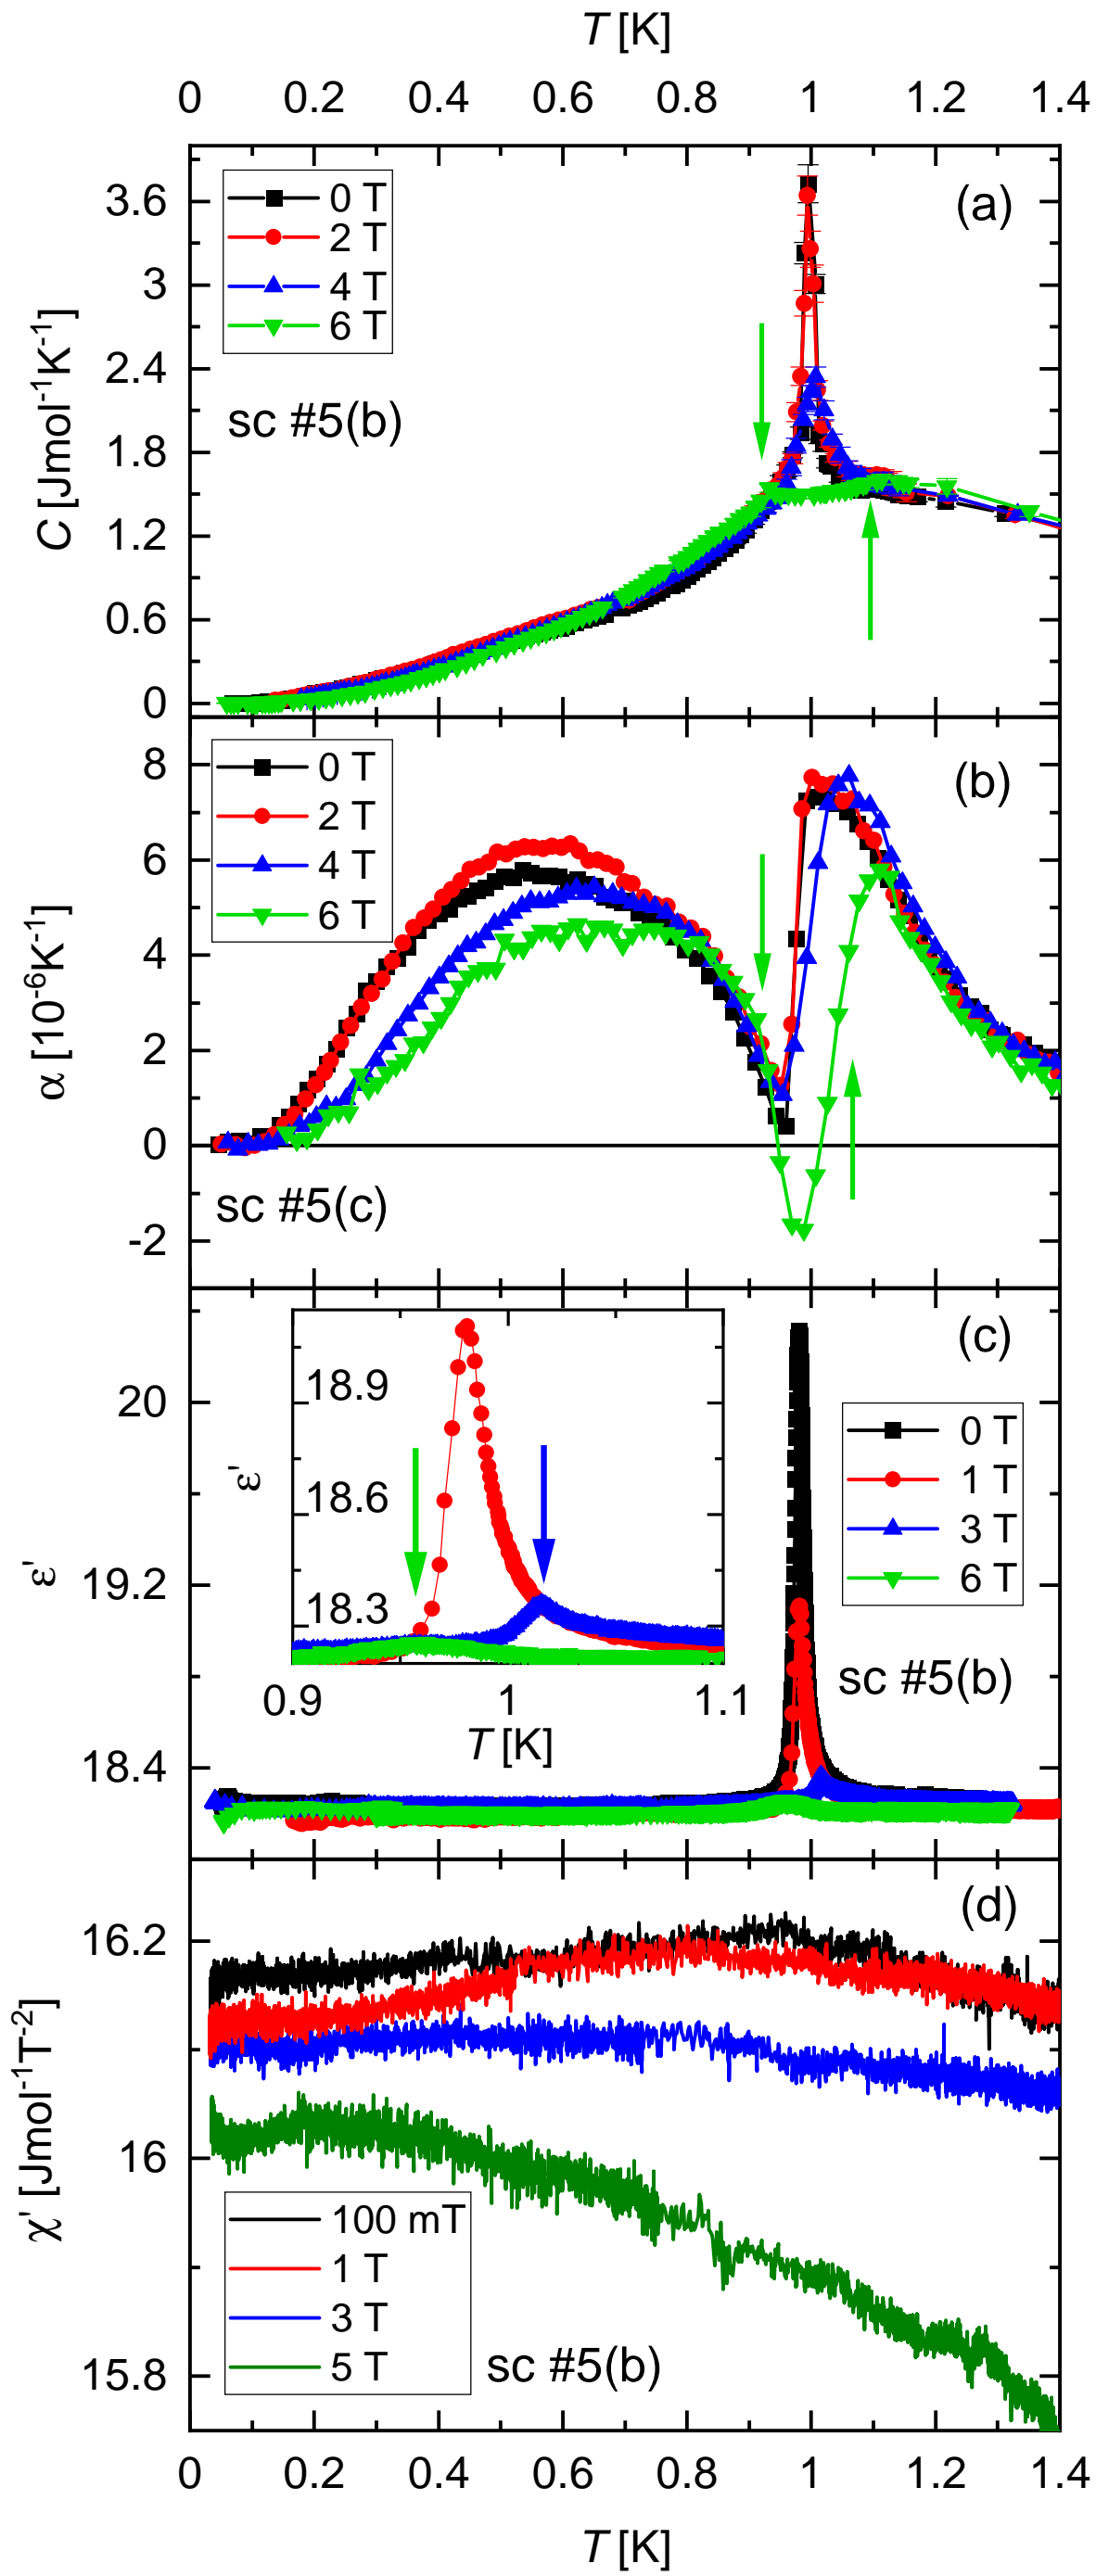 T [K]
0 0.2 0.4 0.6 0.8 1 1.2 1.4
(a)
0 T
2 T
4 T
6 T
sc #5(b)
C [Jmol⁻¹K⁻¹]
3.6
3
2.4
1.8
1.2
0.6
0
(b)
0 T
2 T
4 T
6 T
sc #5(c)
α [10⁻⁶K⁻¹]
8
6
4
2
0
-2
(c)
0 T
1 T
3 T
6 T
sc #5(b)
ε'
20
19.2
18.4
ε'
18.9
18.6
18.3
0.9 1 1.1
T [K]
(d)
χ' [Jmol⁻¹T⁻²]
16.2
16
15.8
100 mT
1 T
3 T
5 T
sc #5(b)
0 0.2 0.4 0.6 0.8 1 1.2 1.4
T [K]